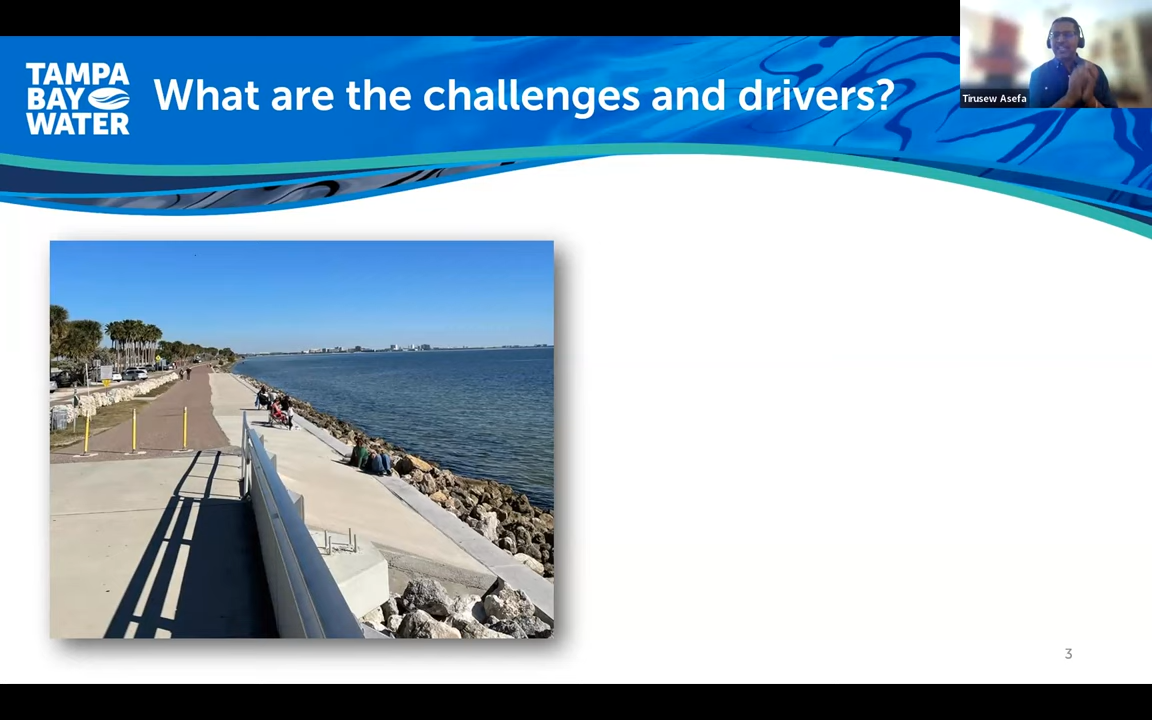 TAMPA
BAY
WATER
What are the challenges and drivers?
Tirusew Asefa
3